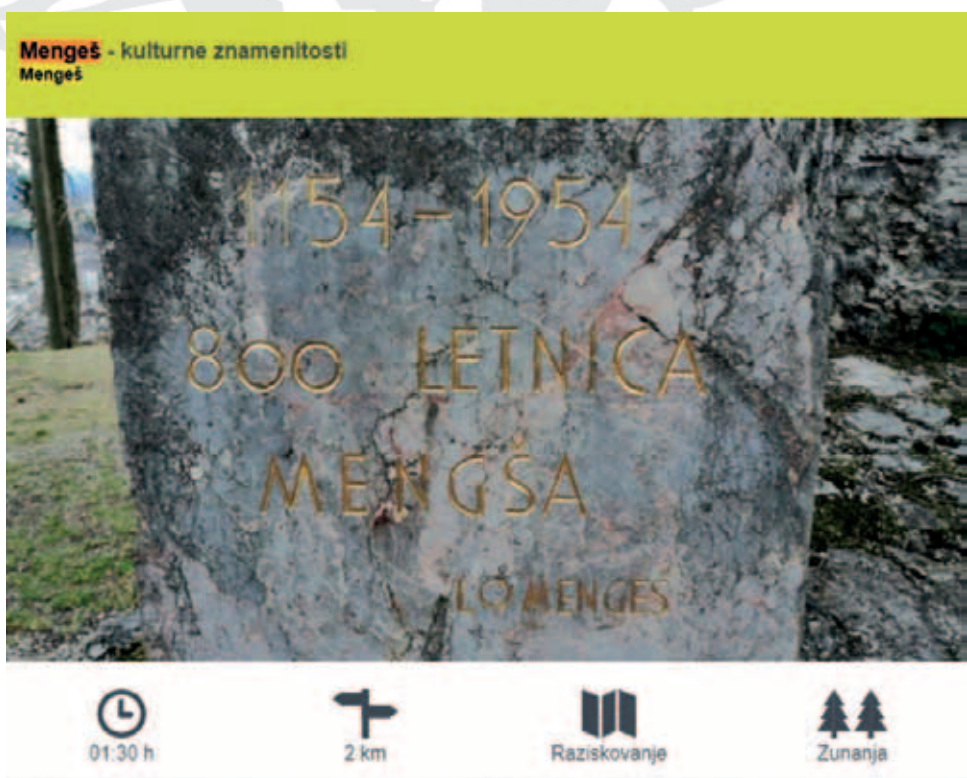 Mengeš - kulturne znamenitosti
Mengeš
1154-1954
800 LETNICA
MENGŠA
LO MENGEŠ
01:30 h
2 km
Raziskovanje
Zunanja